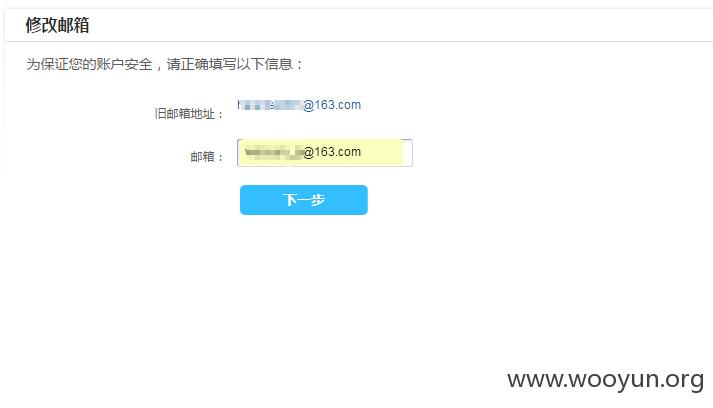 修改邮箱
为保证您的账户安全，请正确填写以下信息：
旧邮箱地址： @163.com
邮箱： @163.com
下一步
www.wooyun.org